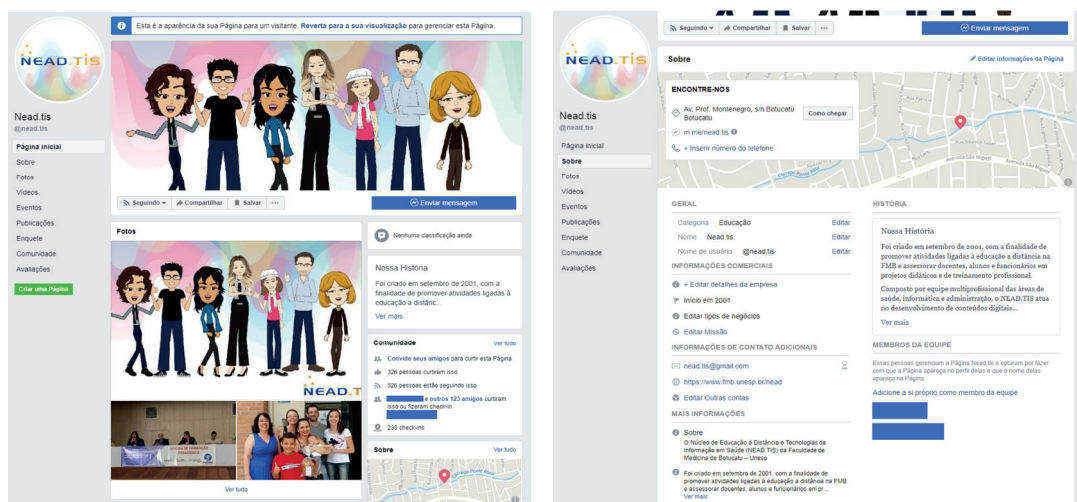 Esta é a aparência da sua Página para um visitante. Reverta para a sua visualização para gerenciar esta Página.
NEAD.TIS
Nead.tis
@nead.tis
Página inicial
Sobre
Fotos
Vídeos
Eventos
Publicações
Enquete
Comunidade
Avaliações
Criar uma Página
Seguindo
Compartilhar
Salvar
Enviar mensagem
Fotos
NEAD.T
Ver tudo
Nenhuma classificação ainda
Nossa História
Foi criado em setembro de 2001, com a
finalidade de promover atividades ligadas à
educação a distânc...
Ver mais
Comunidade
Ver tudo
Convide seus amigos para curtir esta Página
326 pessoas curtiram isso
326 pessoas estão seguindo isso
e outros 123 amigos curtiram
isso ou fizeram check-in
238 check-ins
Sobre
Ver tudo
NEAD.TIS
Nead.tis
@nead.tis
Página inicial
Sobre
Fotos
Vídeos
Eventos
Publicações
Enquete
Comunidade
Avaliações
Seguindo
Compartilhar
Salvar
Enviar mensagem
Sobre
Editar informações da Página
ENCONTRE-NOS
Av. Prof. Montenegro, s/n Botucatu
Botucatu
Como chegar
m.me/nead.tis
+ Inserir número do telefone
Avenida São Miguel
GERAL
Categoria Educação Editar
Nome Nead.tis Editar
Nome de usuário @nead.tis Editar
INFORMAÇÕES COMERCIAIS
+ Editar detalhes da empresa
Início em 2001
Editar tipos de negócios
Editar Missão
INFORMAÇÕES DE CONTATO ADICIONAIS
nead.tis@gmail.com
https://www.fmb.unesp.br/nead
Editar Outras contas
MAIS INFORMAÇÕES
Sobre
O Núcleo de Educação à Distância e Tecnologias da
Informação em Saúde (NEAD.TIS) da Faculdade de
Medicina de Botucatu – Unesp
Foi criado em setembro de 2001, com a finalidade de
promover atividades ligadas à educação a distância na FMB
e assessorar docentes, alunos e funcionários em pr...
Ver mais
HISTÓRIA
Nossa História
Foi criado em setembro de 2001, com a finalidade de
promover atividades ligadas à educação a distância na
FMB e assessorar docentes, alunos e funcionários em
projetos didáticos e de treinamento profissional.
Composto por equipe multiprofissional das áreas de
saúde, informática e administração, o NEAD.TIS atua
no desenvolvimento de conteúdos digitais...
Ver mais
MEMBROS DA EQUIPE
Essas pessoas gerenciam a Página Nead.tis e optaram por fazer
com que a Página apareça no perfil delas e que o nome delas
apareça na Página.
Adicione a si próprio como membro da equipe